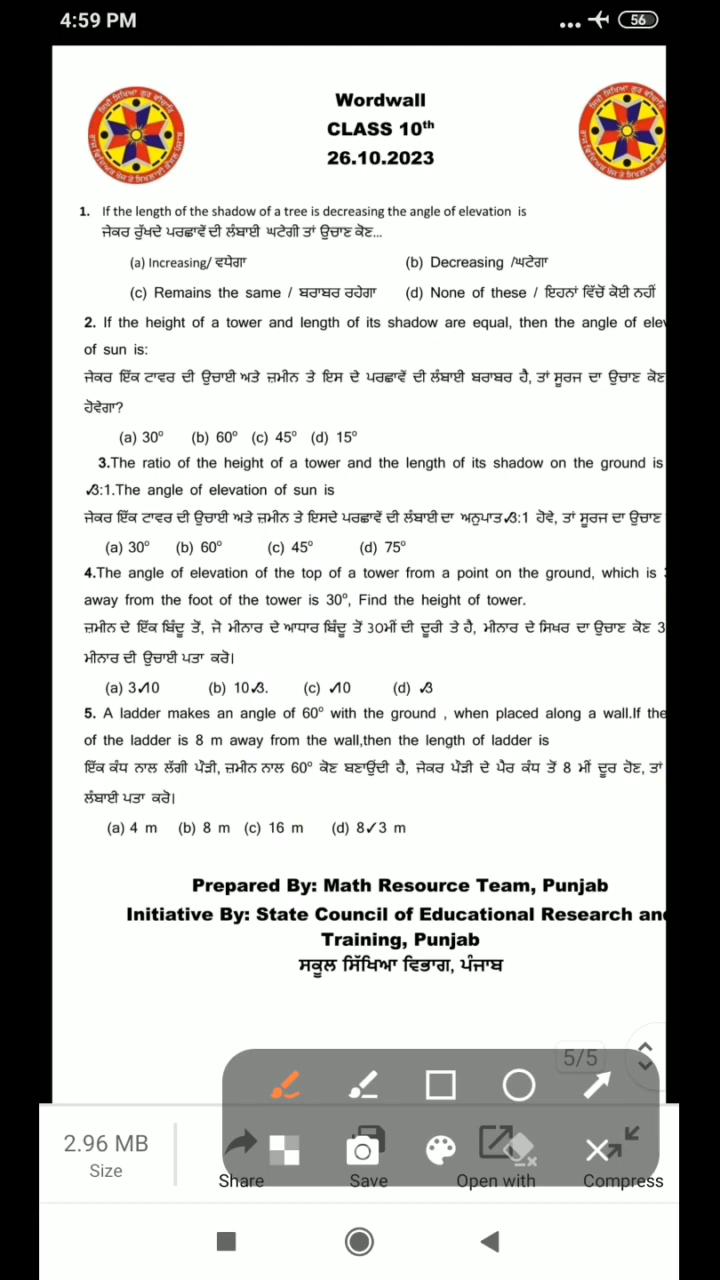 4:59 PM
56
Wordwall
CLASS 10th
26.10.2023
1. If the length of the shadow of a tree is decreasing the angle of elevation is
ਜੇਕਰ ਰੁੱਖਦੇ ਪਰਛਾਵੇਂ ਦੀ ਲੰਬਾਈ ਘਟੇਗੀ ਤਾਂ ਉਚਾਣ ਕੋਣ...
(a) Increasing/ ਵਧੇਗਾ (b) Decreasing /ਘਟੇਗਾ
(c) Remains the same / ਬਰਾਬਰ ਰਹੇਗਾ (d) None of these / ਇਹਨਾਂ ਵਿੱਚੋਂ ਕੋਈ ਨਹੀਂ
2. If the height of a tower and length of its shadow are equal, then the angle of ele
of sun is:
ਜੇਕਰ ਇੱਕ ਟਾਵਰ ਦੀ ਉਚਾਈ ਅਤੇ ਜ਼ਮੀਨ ਤੇ ਇਸ ਦੇ ਪਰਛਾਵੇਂ ਦੀ ਲੰਬਾਈ ਬਰਾਬਰ ਹੈ, ਤਾਂ ਸੂਰਜ ਦਾ ਉਚਾਣ ਕੋਣ
ਹੋਵੇਗਾ?
(a) 30° (b) 60° (c) 45° (d) 15°
3.The ratio of the height of a tower and the length of its shadow on the ground is
√3:1.The angle of elevation of sun is
ਜੇਕਰ ਇੱਕ ਟਾਵਰ ਦੀ ਉਚਾਈ ਅਤੇ ਜ਼ਮੀਨ ਤੇ ਇਸਦੇ ਪਰਛਾਵੇਂ ਦੀ ਲੰਬਾਈ ਦਾ ਅਨੁਪਾਤ √3:1 ਹੋਵੇ, ਤਾਂ ਸੂਰਜ ਦਾ ਉਚਾਣ
(a) 30° (b) 60° (c) 45° (d) 75°
4.The angle of elevation of the top of a tower from a point on the ground, which is
away from the foot of the tower is 30°, Find the height of tower.
ਜ਼ਮੀਨ ਦੇ ਇੱਕ ਬਿੰਦੂ ਤੋਂ, ਜੋ ਮੀਨਾਰ ਦੇ ਆਧਾਰ ਬਿੰਦੂ ਤੋਂ 30ਮੀਂ ਦੀ ਦੂਰੀ ਤੇ ਹੈ, ਮੀਨਾਰ ਦੇ ਸਿਖਰ ਦਾ ਉਚਾਣ ਕੋਣ 3
ਮੀਨਾਰ ਦੀ ਉਚਾਈ ਪਤਾ ਕਰੋ।
(a) 3√10 (b) 10√3. (c) √10 (d) √3
5. A ladder makes an angle of 60° with the ground , when placed along a wall.If the
of the ladder is 8 m away from the wall,then the length of ladder is
ਇੱਕ ਕੰਧ ਨਾਲ ਲੱਗੀ ਪੌੜੀ, ਜ਼ਮੀਨ ਨਾਲ 60° ਕੋਣ ਬਣਾਉਂਦੀ ਹੈ, ਜੇਕਰ ਪੌੜੀ ਦੇ ਪੈਰ ਕੰਧ ਤੋਂ 8 ਮੀਂ ਦੂਰ ਹੋਣ, ਤਾਂ
ਲੰਬਾਈ ਪਤਾ ਕਰੋ।
(a) 4 m (b) 8 m (c) 16 m (d) 8√3 m
Prepared By: Math Resource Team, Punjab
Initiative By: State Council of Educational Research and
Training, Punjab
ਸਕੂਲ ਸਿੱਖਿਆ ਵਿਭਾਗ, ਪੰਜਾਬ
5/5
2.96 MB
Size
Share Save Open with Compress